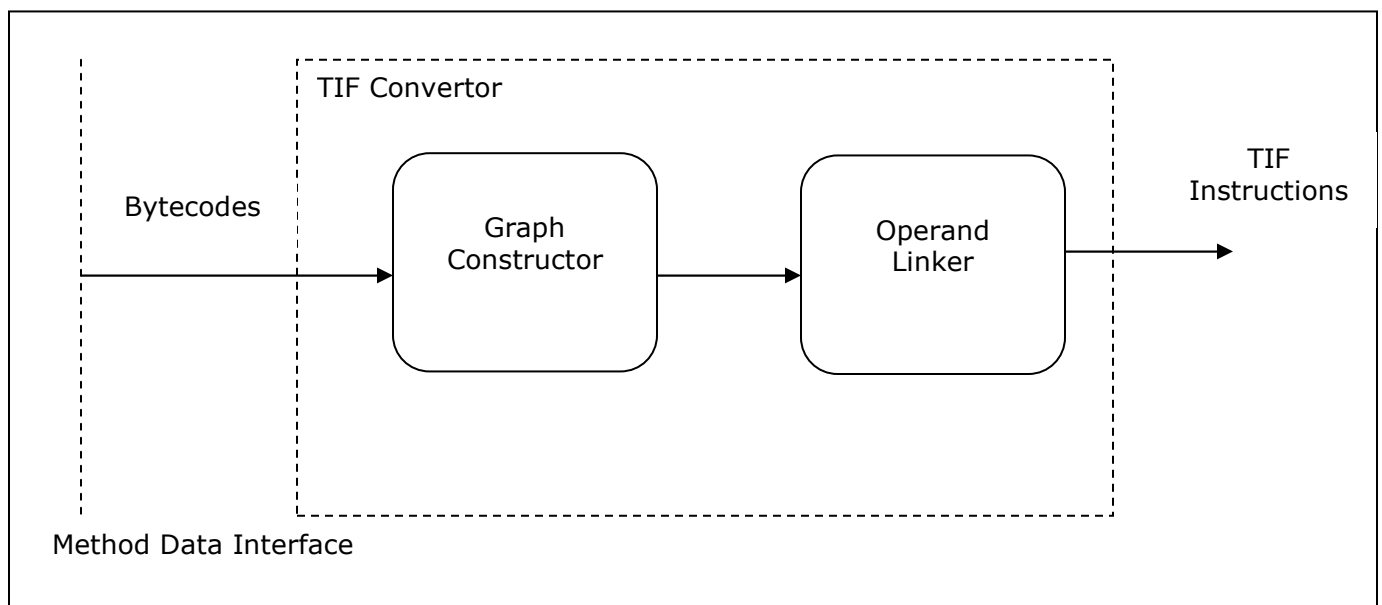 TIF Convertor
TIF
Instructions
Bytecodes
Graph
Constructor
Operand
Linker
Method Data Interface